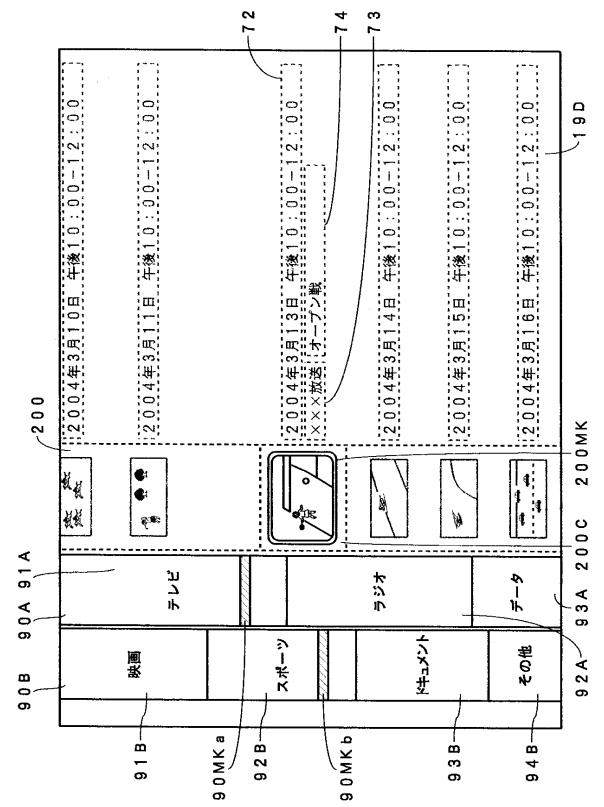 90B
90A
91A
200
映画
テレビ
2004年3月10日 午後10:00-12:00
91B
2004年3月11日 午後10:00-12:00
90MKa
92B
スポーツ
2004年3月13日 午後10:00-12:00
72
×××放送
オープン戦
74
73
90MKb
ラジオ
2004年3月14日 午後10:00-12:00
ドキュメント
2004年3月15日 午後10:00-12:00
93B
その他
データ
2004年3月16日 午後10:00-12:00
94B
92A
93A
200C
200MK
19D